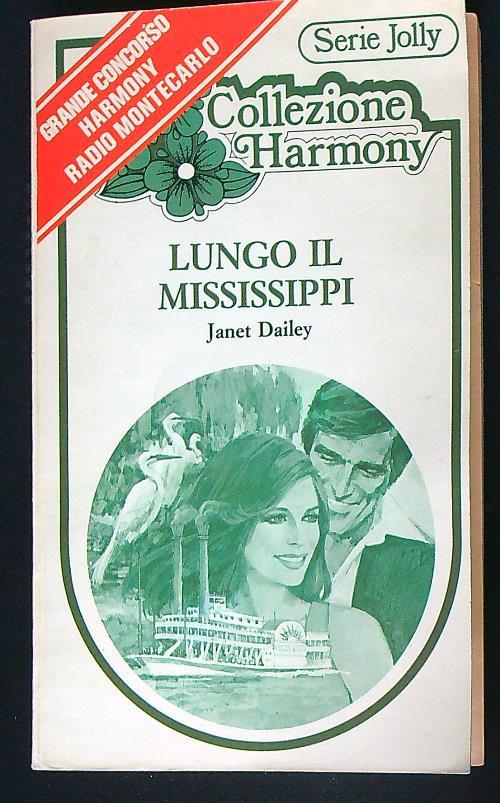 GRANDE CONCORSO
HARMONY
RADIO MONTECARLO
Serie Jolly
Collezione
Harmony
LUNGO IL
MISSISSIPPI
Janet Dailey